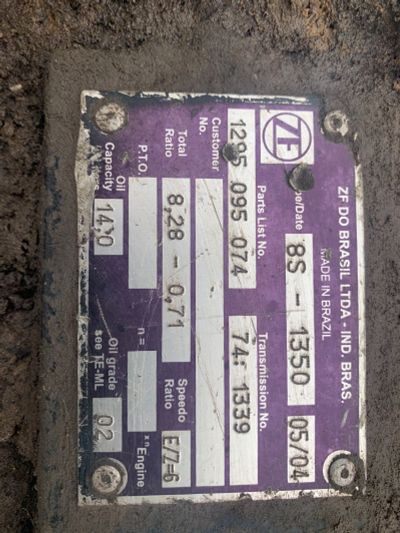 ZF
ZF DO BRASIL LTDA - IND. BRAS.
MADE IN BRAZIL
/Date 8S - 1350 05/04
Parts List No. Transmission No.
1295 095 074 74: 1339
Customer
No.
Total
Ratio 8,28 - 0,71 Speedo
Ratio E/Z=6
P.T.O. n = x n Engine
Oil
Capacity 14,0 Oil grade
see TE-ML 02